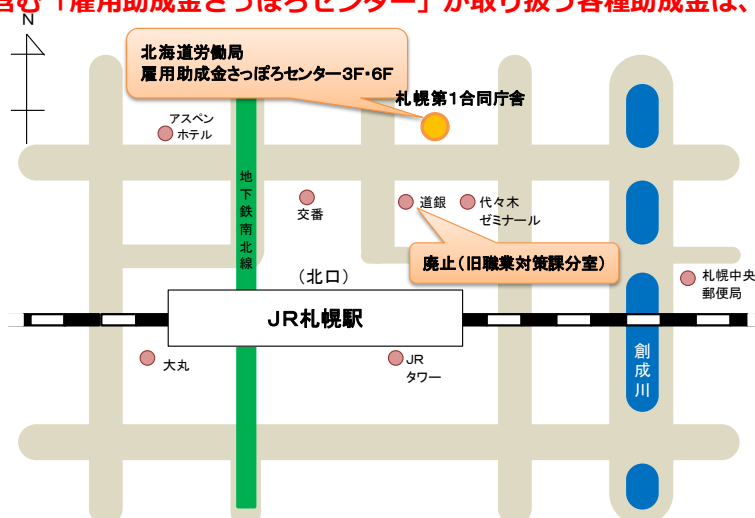 含む「雇用助成金さっぽろセンター」が取り扱う各種助成金は、
N
北海道労働局
雇用助成金さっぽろセンター3F・6F
札幌第1合同庁舎
アスペン
ホテル
地下鉄南北線
交番
道銀
代々木
ゼミナール
廃止(旧職業対策課分室)
札幌中央
郵便局
(北口)
JR札幌駅
大丸
JR
タワー
創成川